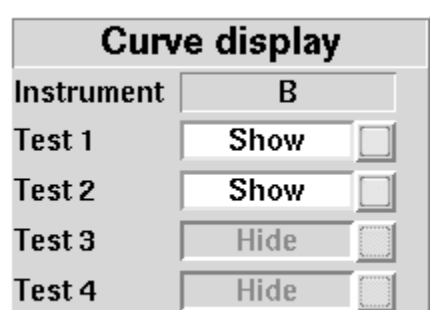 Curve display
Instrument B
Test 1 Show
Test 2 Show
Test 3 Hide
Test 4 Hide